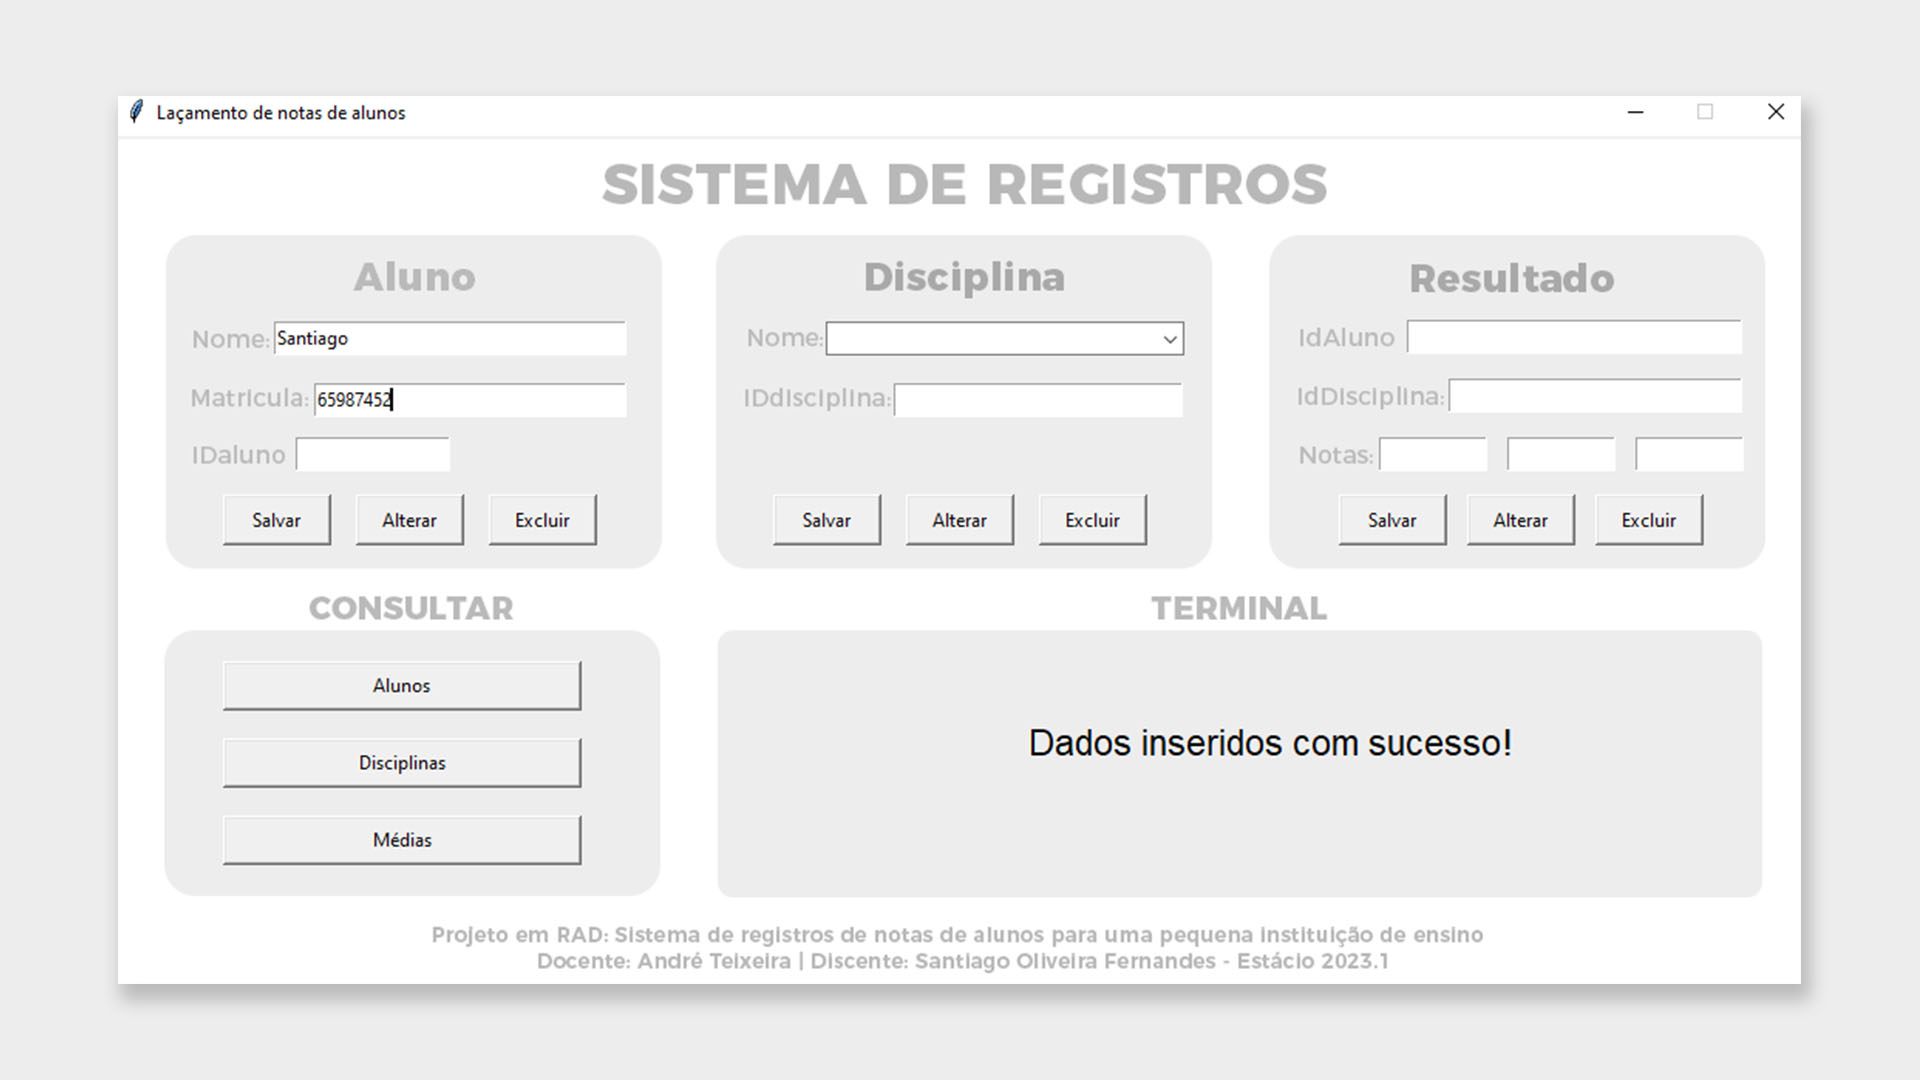 Laçamento de notas de alunos
SISTEMA DE REGISTROS
Aluno
Nome: Santiago
Matrícula: 65987452
IDaluno
Salvar Alterar Excluir
Disciplina
Nome:
IDdisciplina:
Salvar Alterar Excluir
Resultado
IdAluno
IdDisciplina:
Notas:
Salvar Alterar Excluir
CONSULTAR
Alunos
Disciplinas
Médias
TERMINAL
Dados inseridos com sucesso!
Projeto em RAD: Sistema de registros de notas de alunos para uma pequena instituição de ensino
Docente: André Teixeira | Discente: Santiago Oliveira Fernandes - Estácio 2023.1